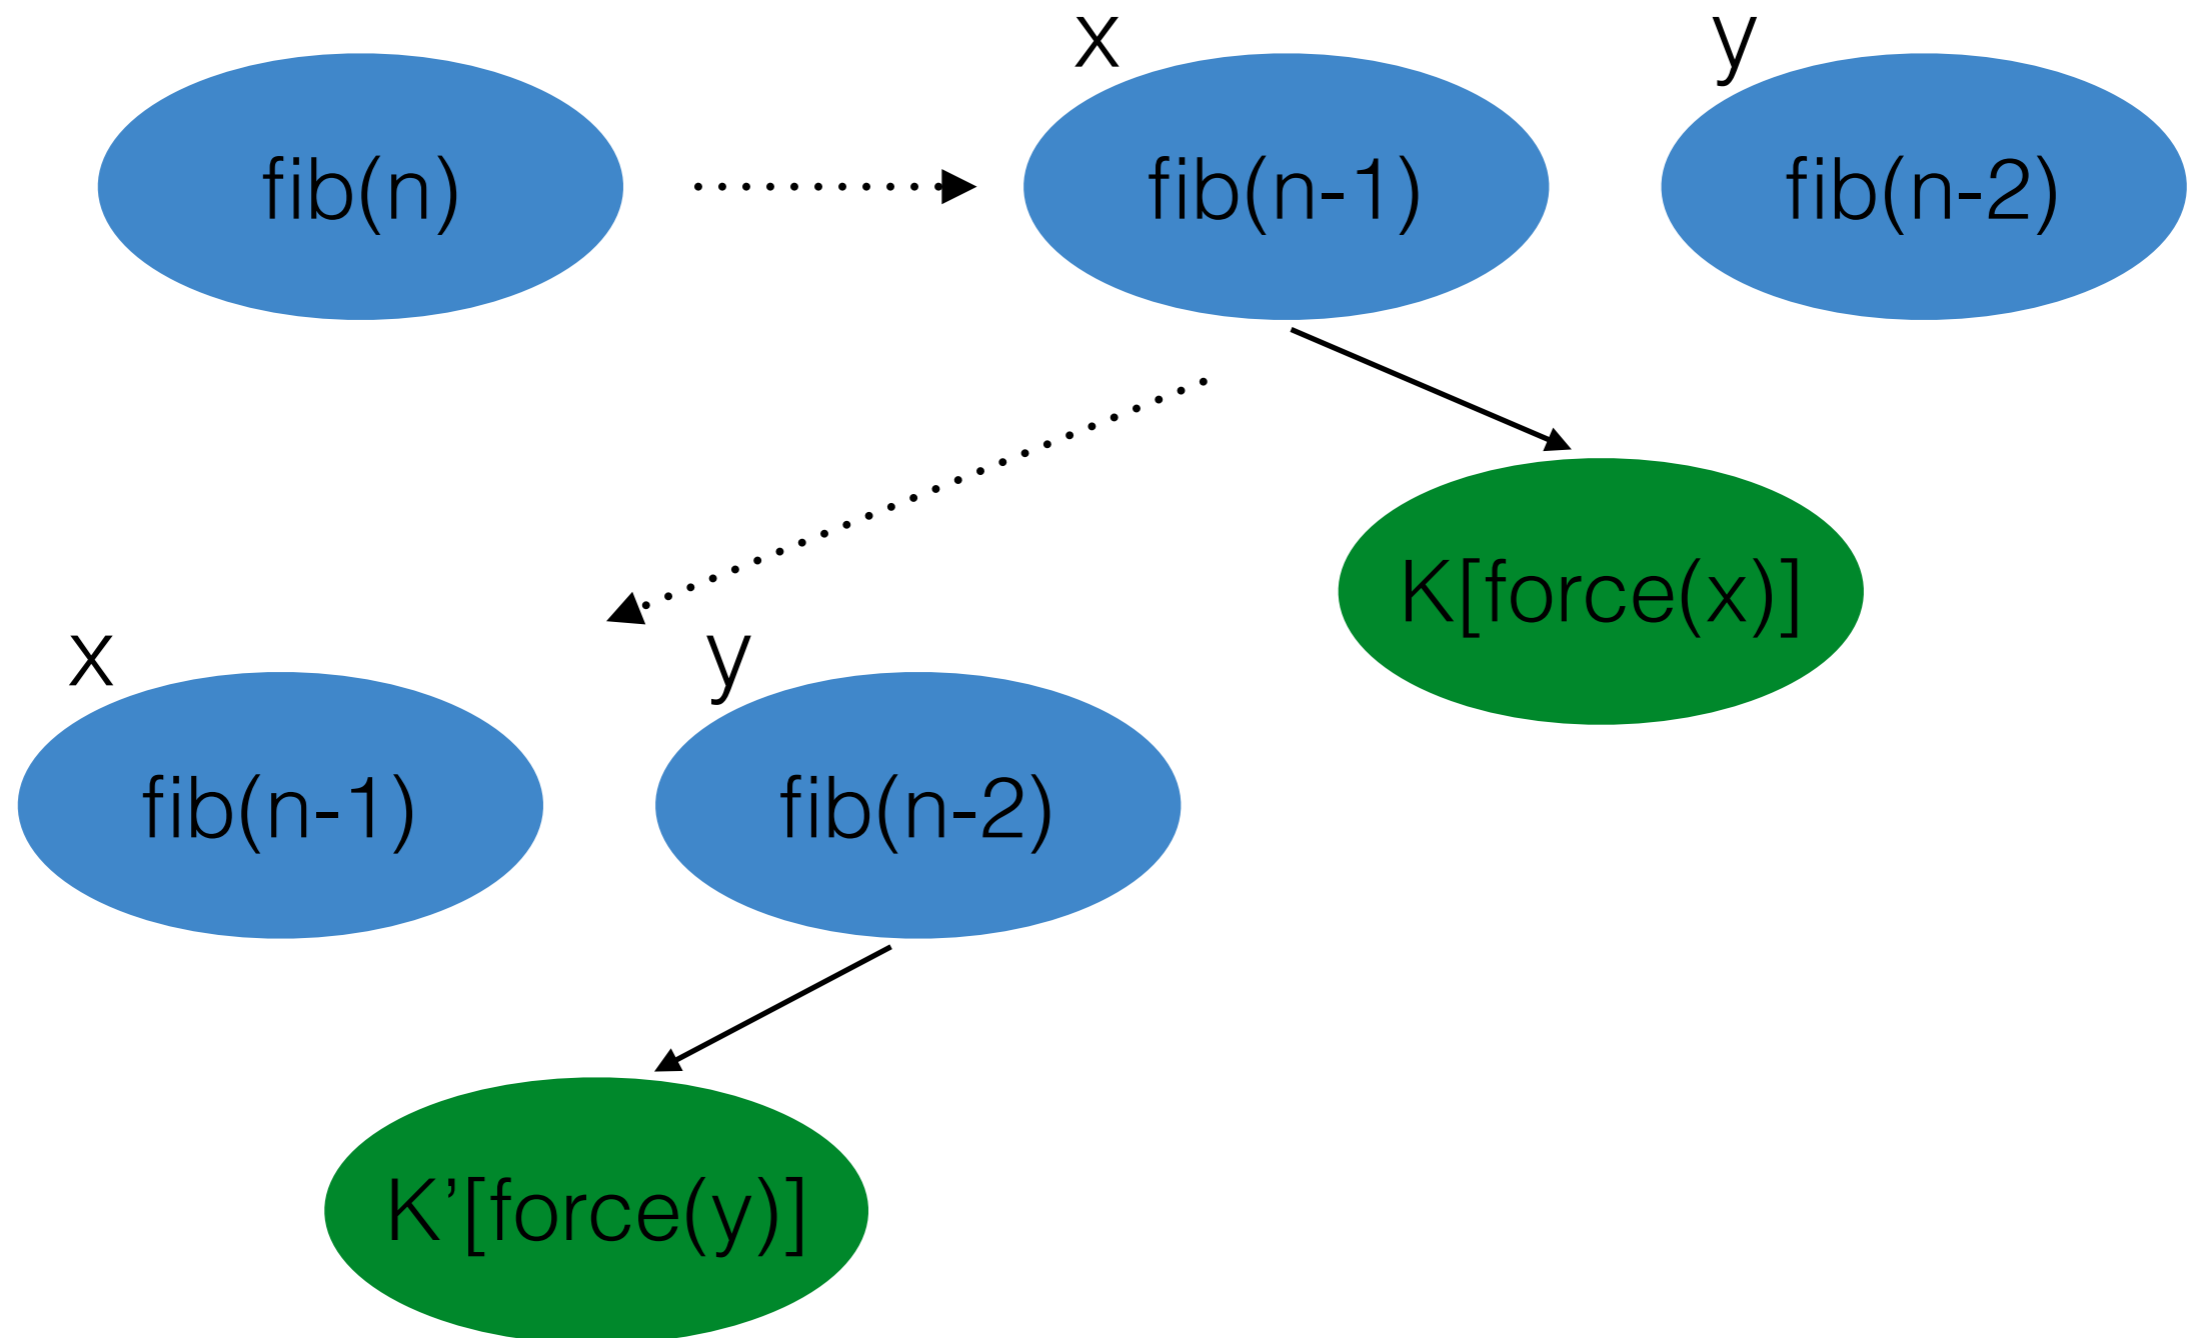 x
y
fib(n)
fib(n-1)
fib(n-2)
K[force(x)]
x
y
fib(n-1)
fib(n-2)
K’[force(y)]